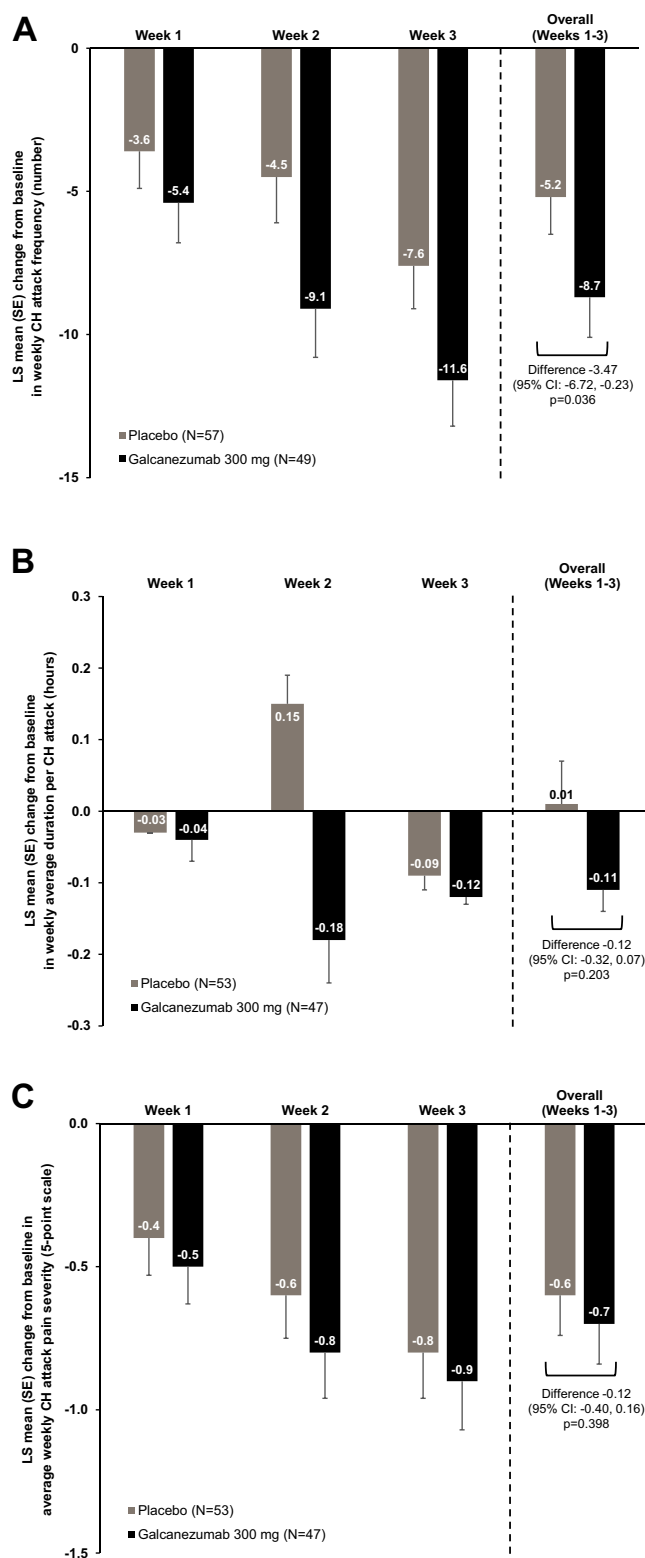 A
Week 1 Week 2 Week 3 Overall
(Weeks 1-3)
0
-5
-10
-15
LS mean (SE) change from baseline
in weekly CH attack frequency (number)
-3.6 -5.4 -4.5 -9.1 -7.6 -11.6 -5.2 -8.7
Difference -3.47
(95% CI: -6.72, -0.23)
p=0.036
Placebo (N=57)
Galcanezumab 300 mg (N=49)
B
Week 1 Week 2 Week 3 Overall
(Weeks 1-3)
0.3
0.2
0.1
0.0
-0.1
-0.2
-0.3
LS mean (SE) change from baseline
in weekly average duration per CH attack (hours)
-0.03 -0.04 0.15 -0.18 -0.09 -0.12 0.01 -0.11
Difference -0.12
(95% CI: -0.32, 0.07)
p=0.203
Placebo (N=53)
Galcanezumab 300 mg (N=47)
C
Week 1 Week 2 Week 3 Overall
(Weeks 1-3)
0.0
-0.5
-1.0
-1.5
LS mean (SE) change from baseline in
average weekly CH attack pain severity (5-point scale)
-0.4 -0.5 -0.6 -0.8 -0.8 -0.9 -0.6 -0.7
Difference -0.12
(95% CI: -0.40, 0.16)
p=0.398
Placebo (N=53)
Galcanezumab 300 mg (N=47)